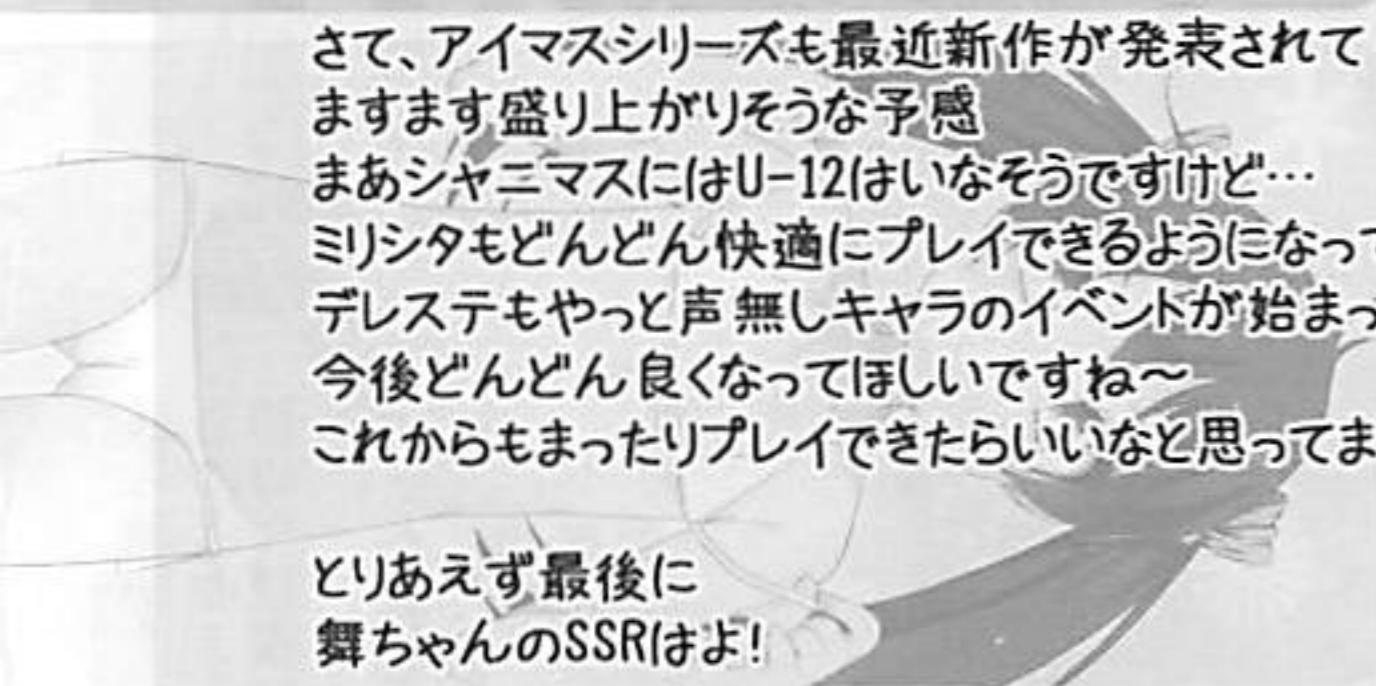 さて、アイマスシリーズも最近新作が発表されて
ますます盛り上がりそうな予感
まあシャニマスにはU-12はいなそうですけど…
ミリシタもどんどん快適にプレイできるようになって
デレステもやっと声無しキャラのイベントが始まっ
今後どんどん良くなってほしいですね～
これからもまったりプレイできたらいいなと思ってま
とりあえず最後に
舞ちゃんのSSRはよ!